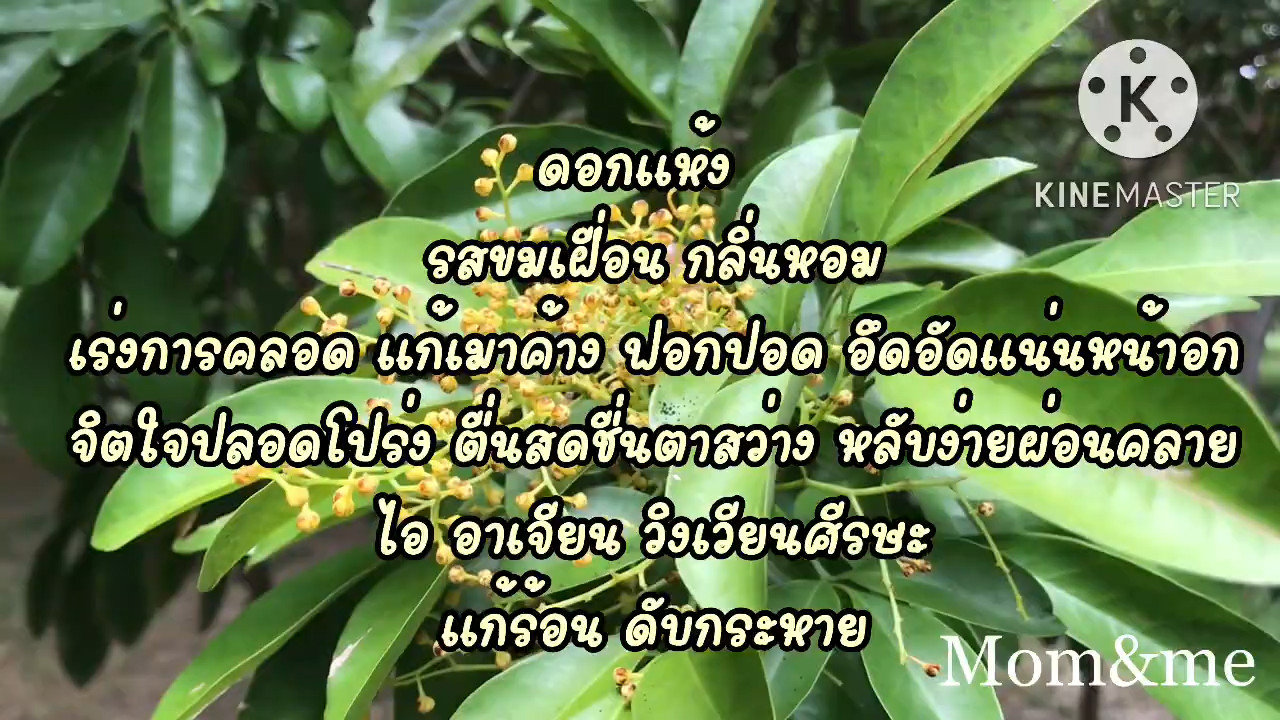 K
KINEMASTER
ดอกแห้ง
รสขมเฝื่อน กลิ่นหอม
เร่งการคลอด แก้เมาค้าง ฟอกปอด อึดอัดแน่นหน้าอก
จิตใจปลอดโปร่ง ตื่นสดชื่นตาสว่าง หลับง่ายผ่อนคลาย
ไอ อาเจียน วิงเวียนศีรษะ
แก้ร้อน ดับกระหาย
Mom&me